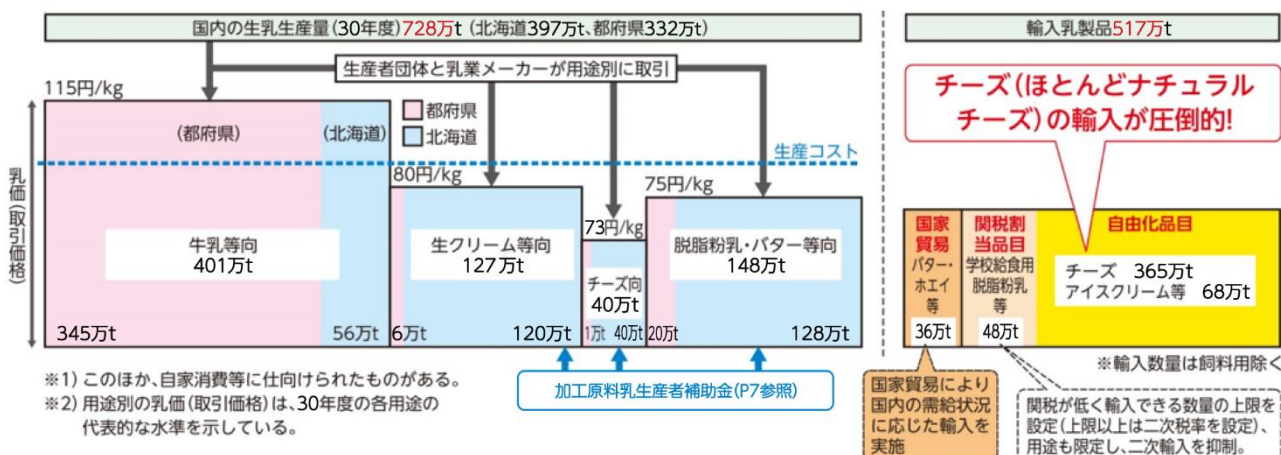 国内の生乳生産量(30年度)728万t (北海道397万t、都府県332万t)
生産者団体と乳業メーカーが用途別に取引
115円/kg
都府県
北海道
(都府県)
(北海道)
生産コスト
乳価(取引価格)
80円/kg
73円/kg
75円/kg
牛乳等向
401万t
生クリーム等向
127万t
チーズ向
40万t
脱脂粉乳・バター等向
148万t
345万t
56万t
6万t
120万t
1万t
40万t
20万t
128万t
加工原料乳生産者補助金(P7参照)
※1) このほか、自家消費等に仕向けられたものがある。
※2) 用途別の乳価(取引価格)は、30年度の各用途の
代表的な水準を示している。
輸入乳製品517万t
チーズ(ほとんどナチュラル
チーズ)の輸入が圧倒的!
国家
貿易
バター・
ホエイ
等
36万t
関税割
当品目
学校給食用
脱脂粉乳
等
48万t
自由化品目
チーズ 365万t
アイスクリーム等 68万t
※輸入数量は飼料用除く
国家貿易により
国内の需給状況
に応じた輸入を
実施
関税が低く輸入できる数量の上限を
設定(上限以上は二次税率を設定)、
用途も限定し、二次輸入を抑制。